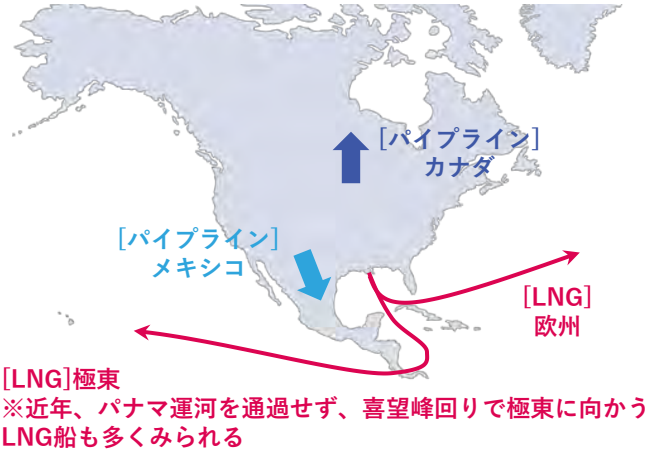 [パイプライン]
カナダ
[パイプライン]
メキシコ
[LNG]
欧州
[LNG]極東
※近年、パナマ運河を通過せず、喜望峰回りで極東に向かう
LNG船も多くみられる